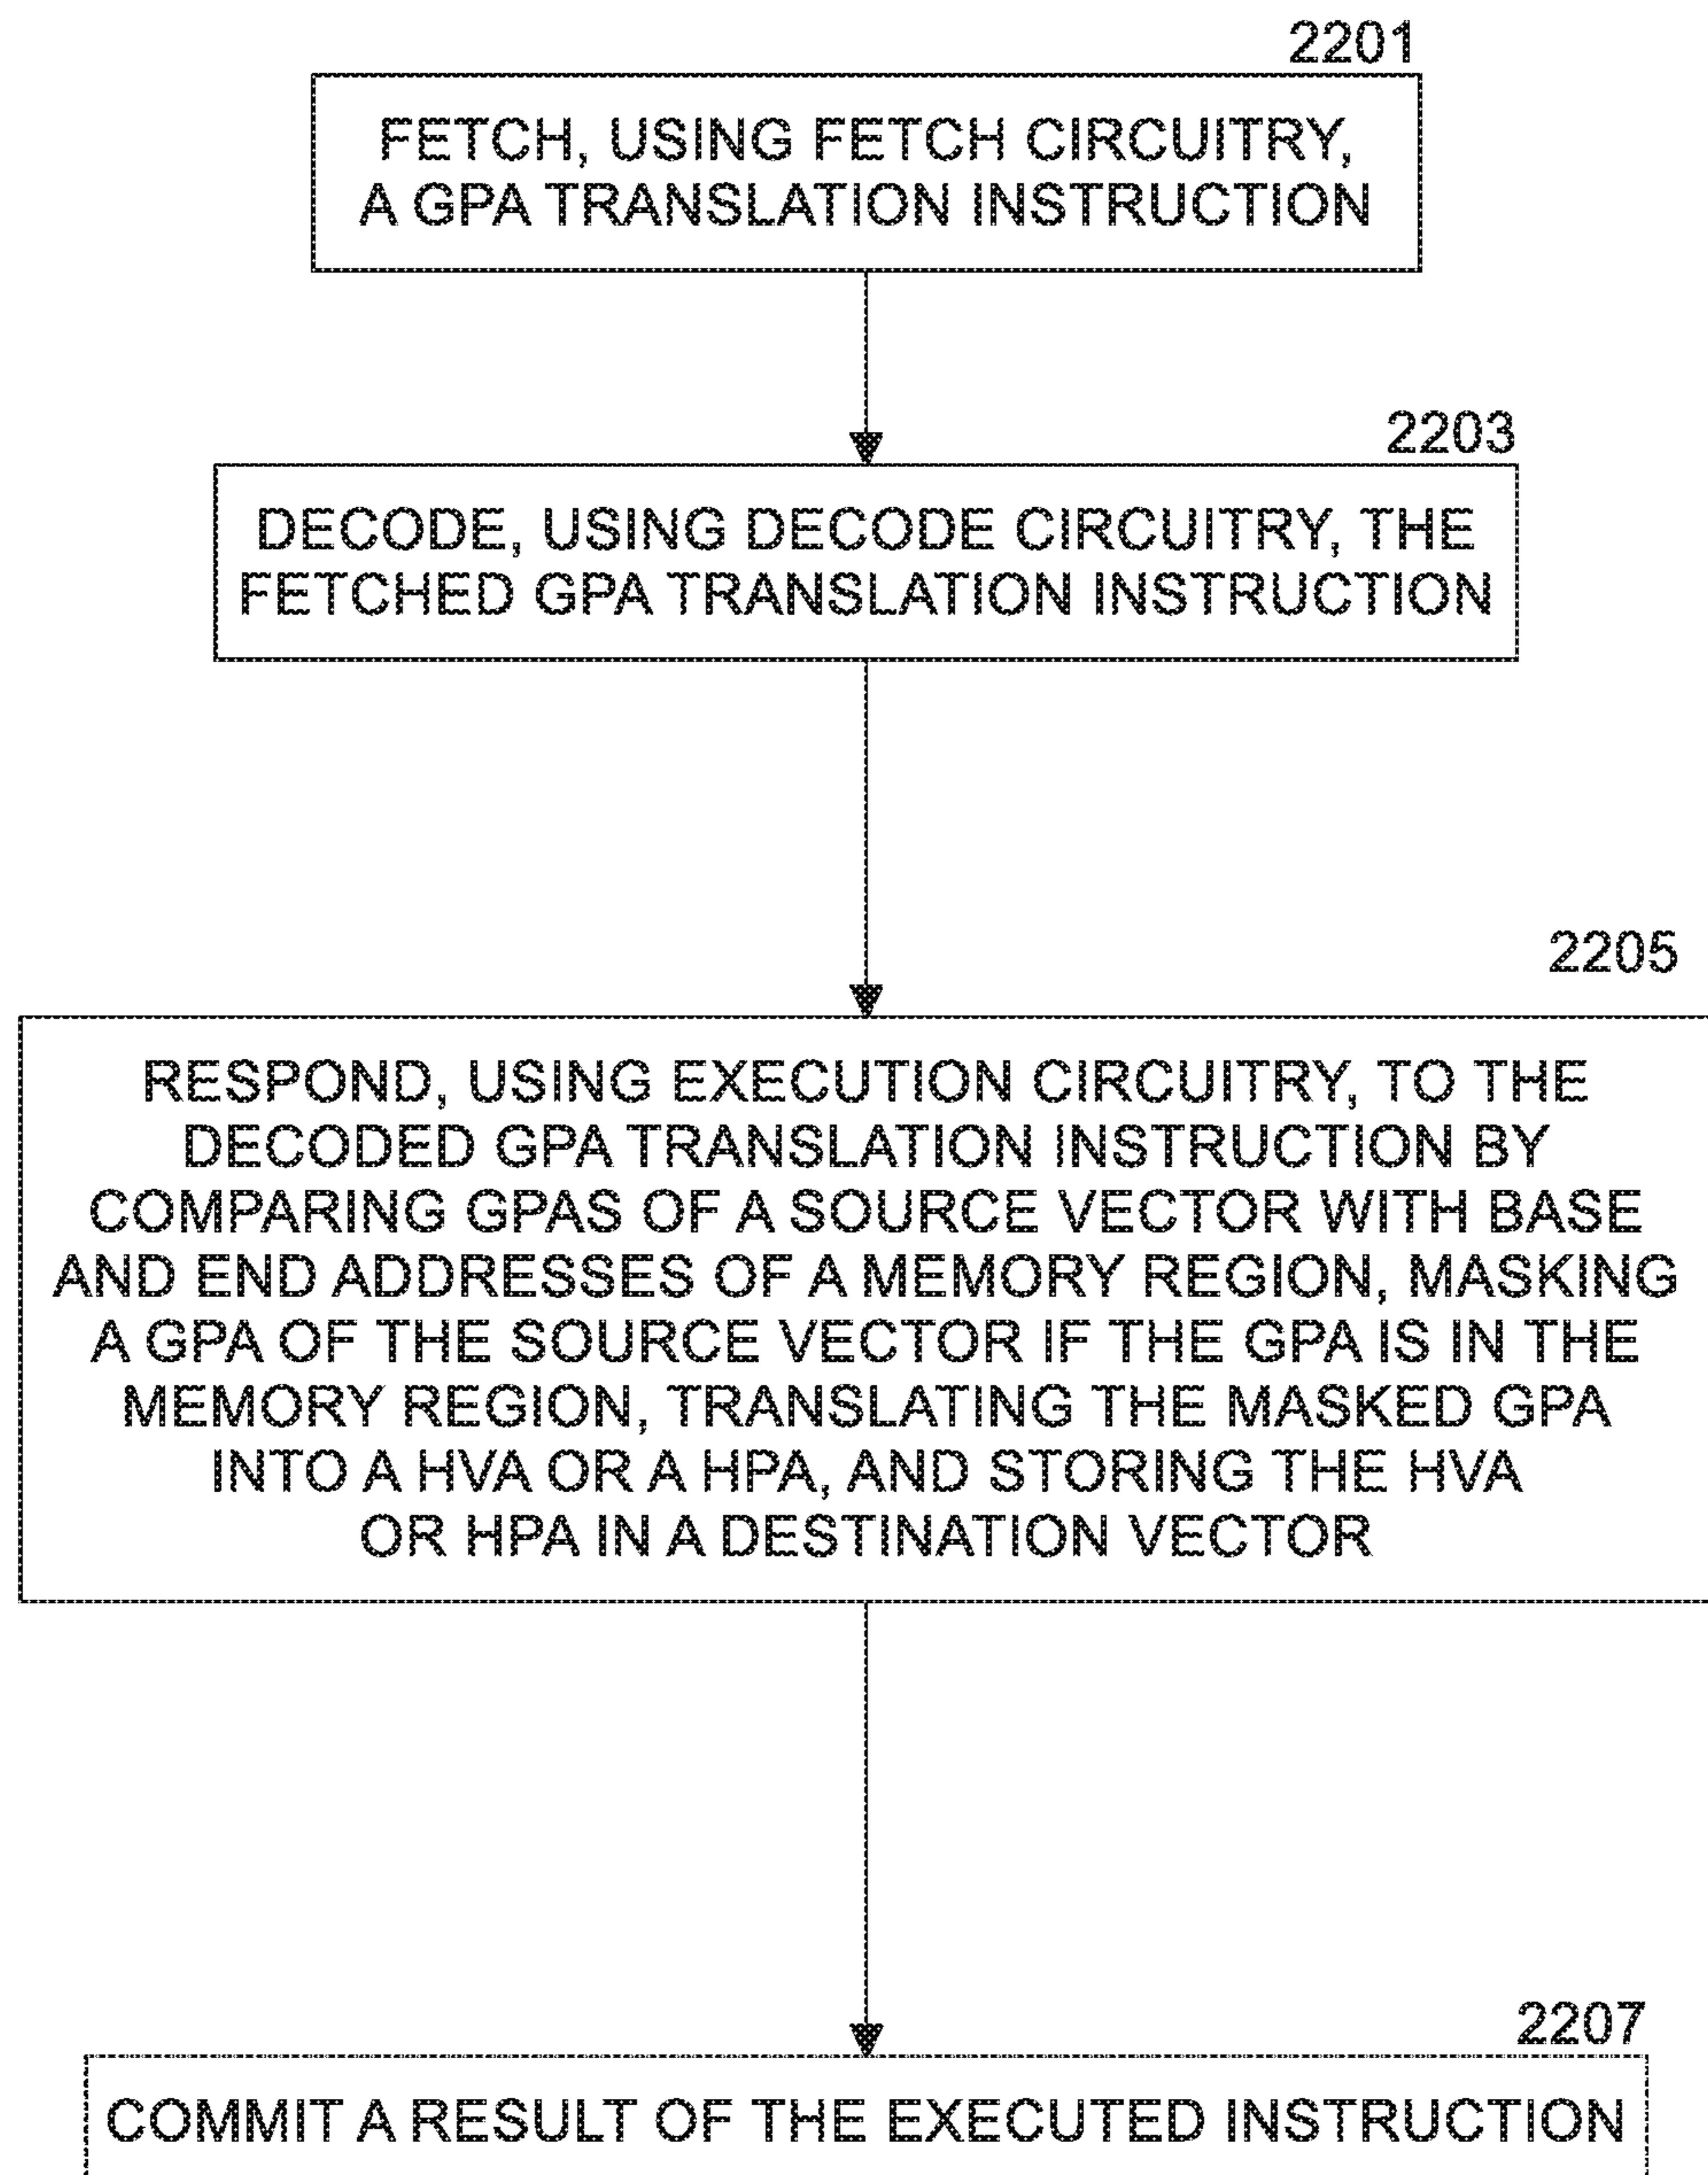 2201
FETCH, USING FETCH CIRCUITRY,
A GPA TRANSLATION INSTRUCTION
2203
DECODE, USING DECODE CIRCUITRY, THE
FETCHED GPA TRANSLATION INSTRUCTION
2205
RESPOND, USING EXECUTION CIRCUITRY, TO THE
DECODED GPA TRANSLATION INSTRUCTION BY
COMPARING GPAS OF A SOURCE VECTOR WITH BASE
AND END ADDRESSES OF A MEMORY REGION, MASKING
A GPA OF THE SOURCE VECTOR IF THE GPA IS IN THE
MEMORY REGION, TRANSLATING THE MASKED GPA
INTO A HVA OR A HPA, AND STORING THE HVA
OR HPA IN A DESTINATION VECTOR
2207
COMMIT A RESULT OF THE EXECUTED INSTRUCTION